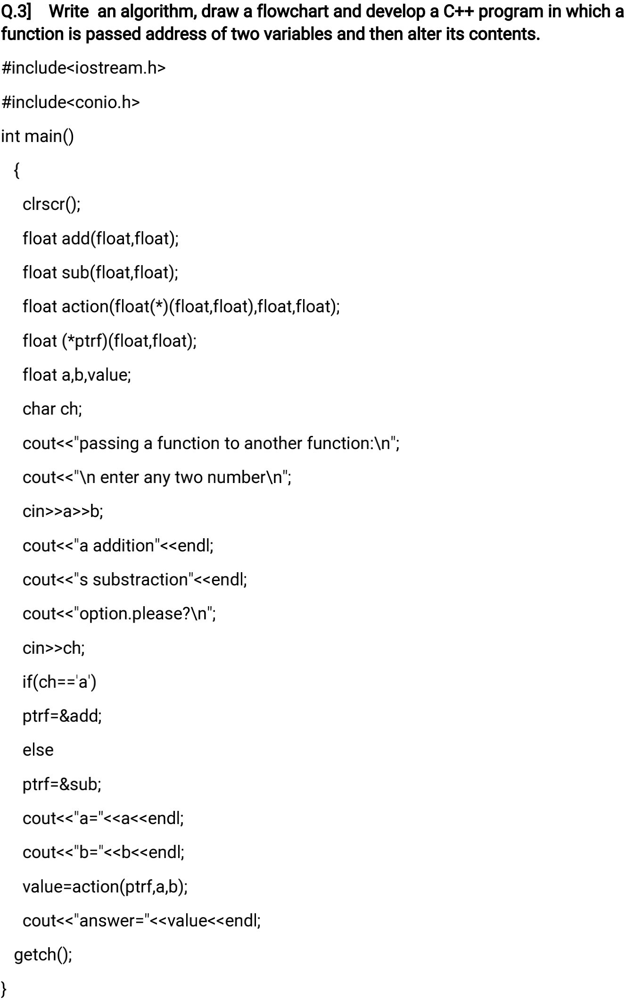 Q.3]    Write  an algorithm, draw a flowchart and develop a C++ program in which a
function is passed address of two variables and then alter its contents.
#include<iostream.h>
#include<conio.h>
int main()
{
clrscr();
float add(float,float);
float sub(float,float);
float action(float(*)(float,float),float,float);
float (*ptrf)(float,float);
float a,b,value;
char ch;
cout<<"passing a function to another function:\n";
cout<<"\n enter any two number\n";
cin>>a>>b;
cout<<"a addition"<<endl;
cout<<"s substraction"<<endl;
cout<<"option.please?\n";
cin>>ch;
if(ch=='a')
ptrf=&add;
else
ptrf=&sub;
cout<<"a="<<a<<endl;
cout<<"b="<<b<<endl;
value=action(ptrf,a,b);
cout<<"answer="<<value<<endl;
getch();
}